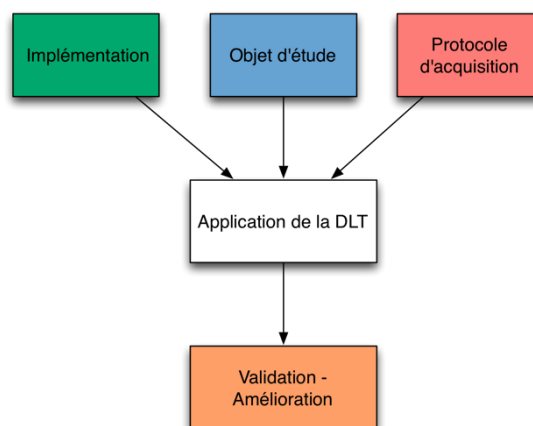 Implémentation
Objet d'étude
Protocole
d'acquisition
Application de la DLT
Validation -
Amélioration